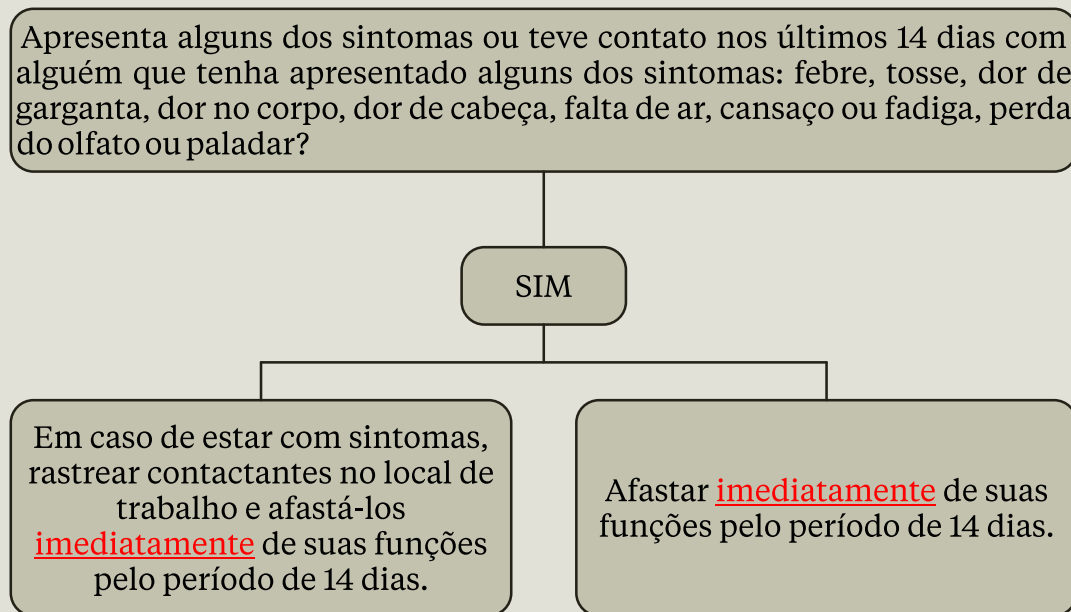 Apresenta alguns dos sintomas ou teve contato nos últimos 14 dias com
alguém que tenha apresentado alguns dos sintomas: febre, tosse, dor de
garganta, dor no corpo, dor de cabeça, falta de ar, cansaço ou fadiga, perda
do olfato ou paladar?
SIM
Em caso de estar com sintomas,
rastrear contactantes no local de
trabalho e afastá-los
imediatamente de suas funções
pelo período de 14 dias.
Afastar imediatamente de suas
funções pelo período de 14 dias.